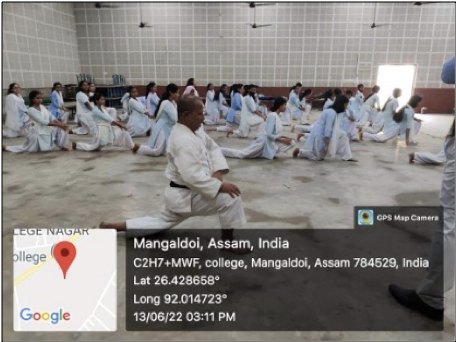 GPS Map Camera
LEGE NAGAR
ollege
Google
Mangaldoi, Assam, India
C2H7+MWF, college, Mangaldoi, Assam 784529, India
Lat 26.428658°
Long 92.014723°
13/06/22 03:11 PM